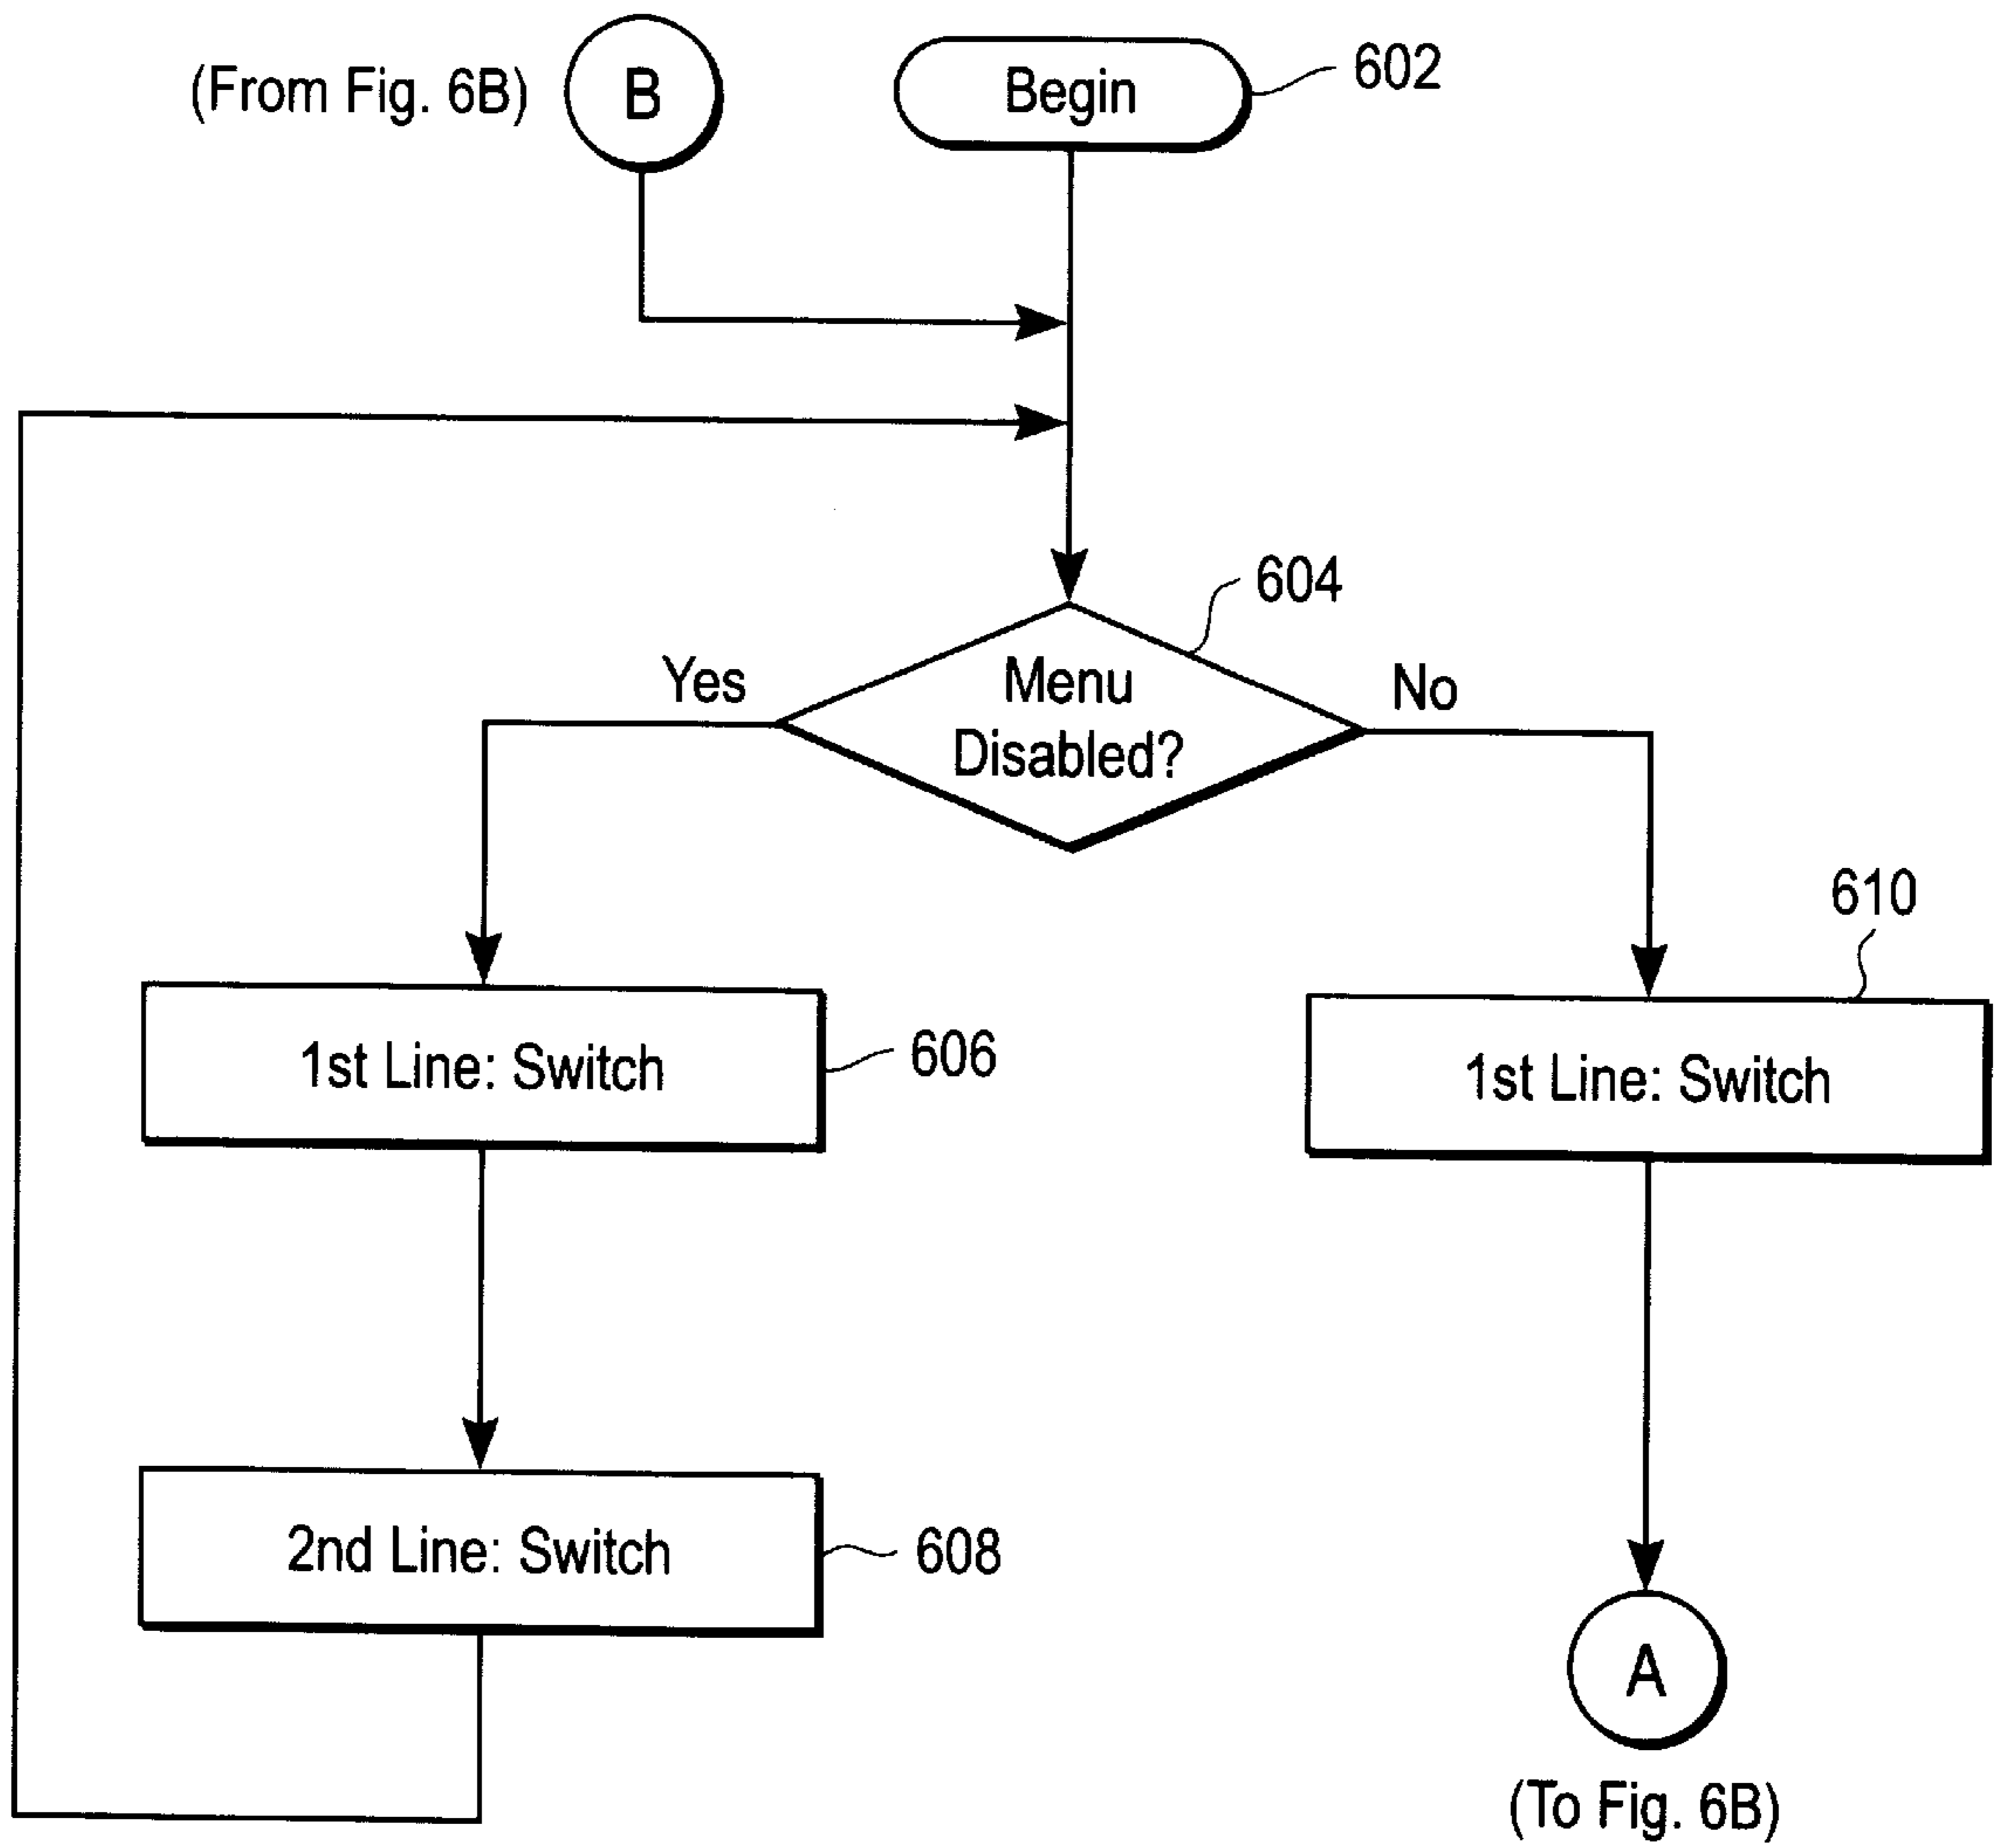 (From Fig. 6B)
B
Begin
602
604
Yes
Menu
Disabled?
No
610
1st Line: Switch
606
1st Line: Switch
2nd Line: Switch
608
A
(To Fig. 6B)